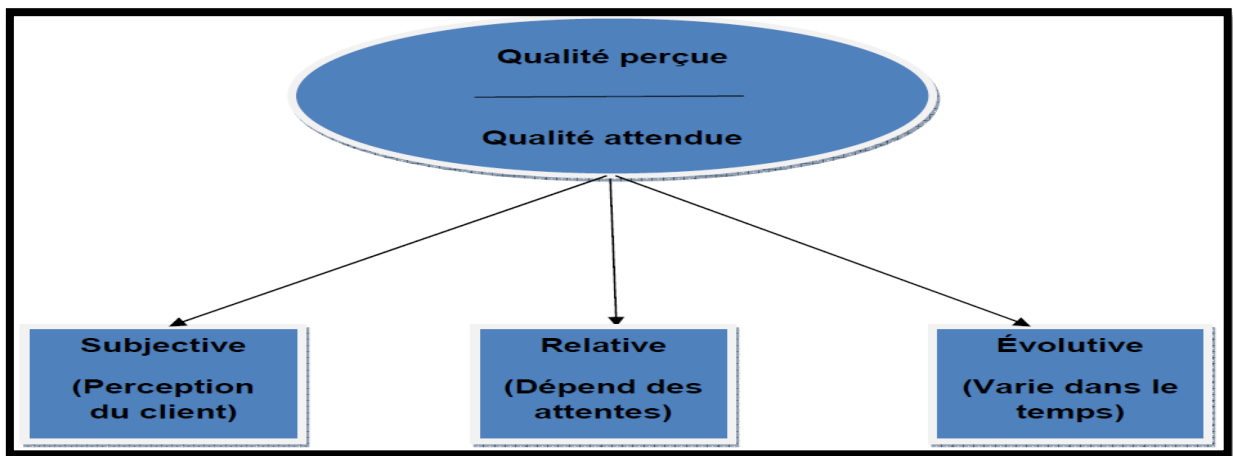 Qualité perçue
Qualité attendue
Subjective
(Perception
du client)
Relative
(Dépend des
attentes)
Évolutive
(Varie dans le
temps)